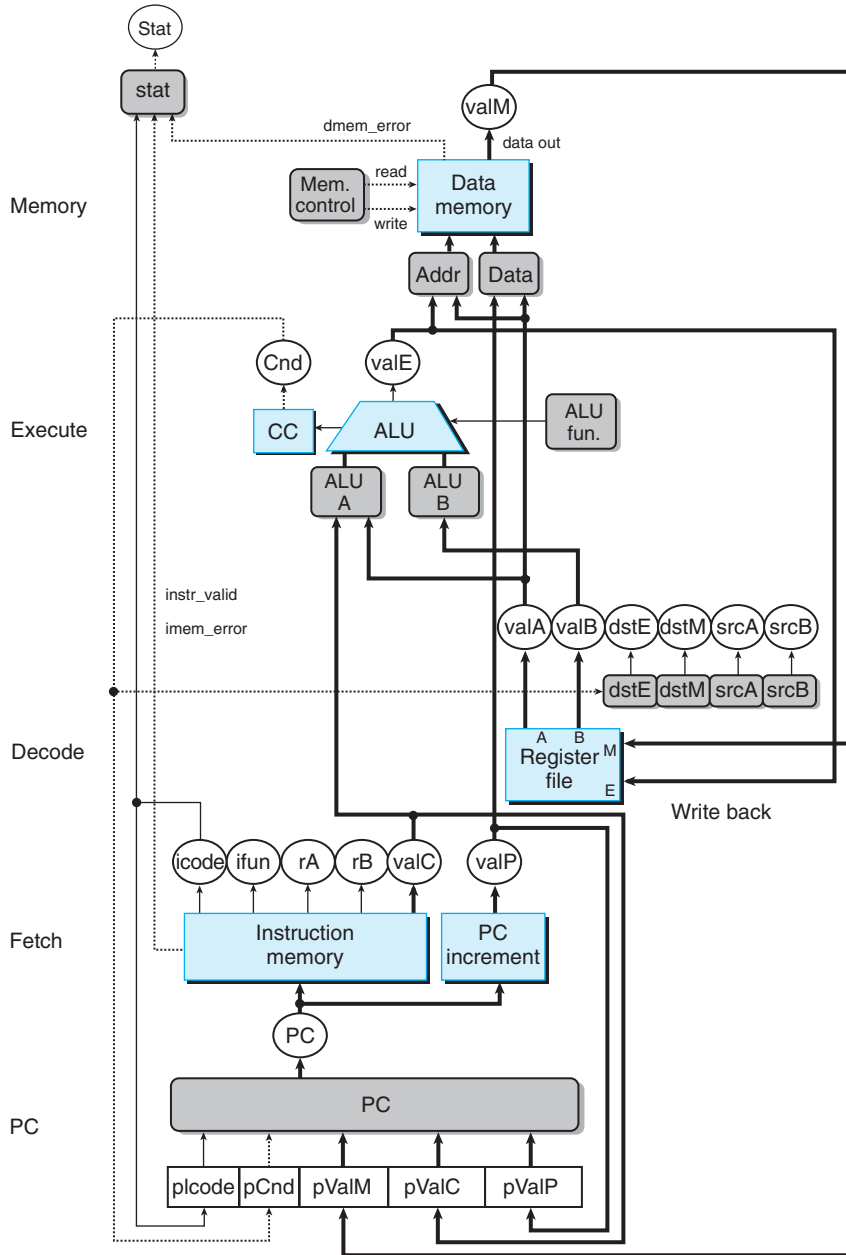 Stat
stat
valM
dmem_error
data out
Memory
Mem.
control
read
write
Data
memory
Addr
Data
Cnd
valE
Execute
CC
ALU
ALU
fun.
ALU
A
ALU
B
instr_valid
imem_error
valA
valB
dstE
dstM
srcA
srcB
dstE
dstM
srcA
srcB
Decode
A
B
M
Register
file
E
Write back
icode
ifun
rA
rB
valC
valP
Fetch
Instruction
memory
PC
increment
PC
PC
PC
pIcode
pCnd
pValM
pValC
pValP